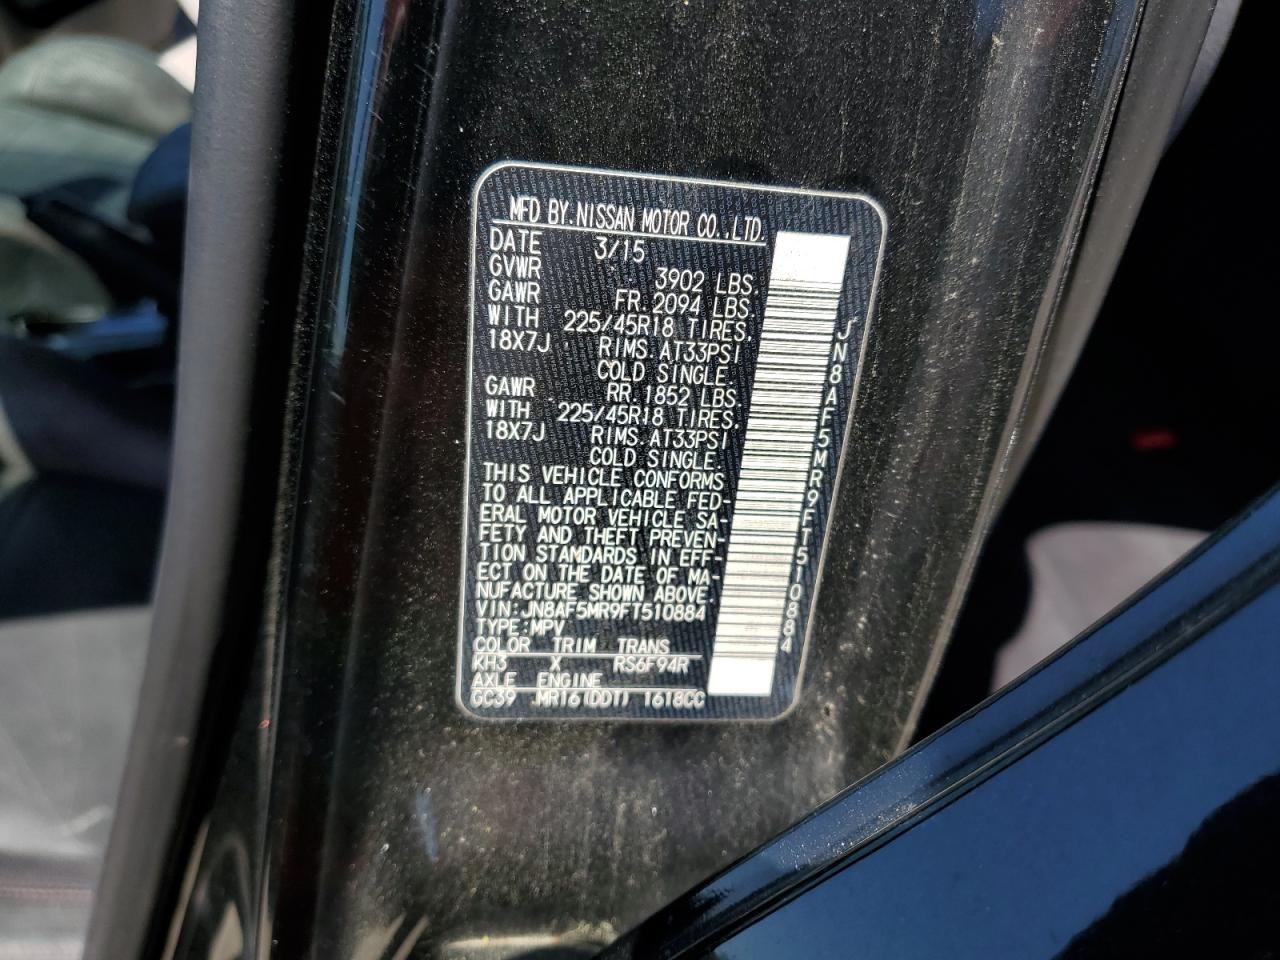 MFD BY.NISSAN MOTOR CO.,LTD.
DATE 3/15
GVWR 3902 LBS.
GAWR FR.2094 LBS.
WITH 225/45R18 TIRES,
18X7J RIMS.AT33PSI
COLD SINGLE.
GAWR RR.1852 LBS.
WITH 225/45R18 TIRES,
18X7J RIMS.AT33PSI
COLD SINGLE.
THIS VEHICLE CONFORMS
TO ALL APPLICABLE FED-
ERAL MOTOR VEHICLE SA-
FETY AND THEFT PREVEN-
TION STANDARDS IN EFF-
ECT ON THE DATE OF MA-
NUFACTURE SHOWN ABOVE.
VIN:JN8AF5MR9FT510884
TYPE:MPV
COLOR TRIM TRANS
KH3 X RS6F94R
AXLE ENGINE
GC39 MR16(DDT) 1618CC
JN8AF5MR9FT510884